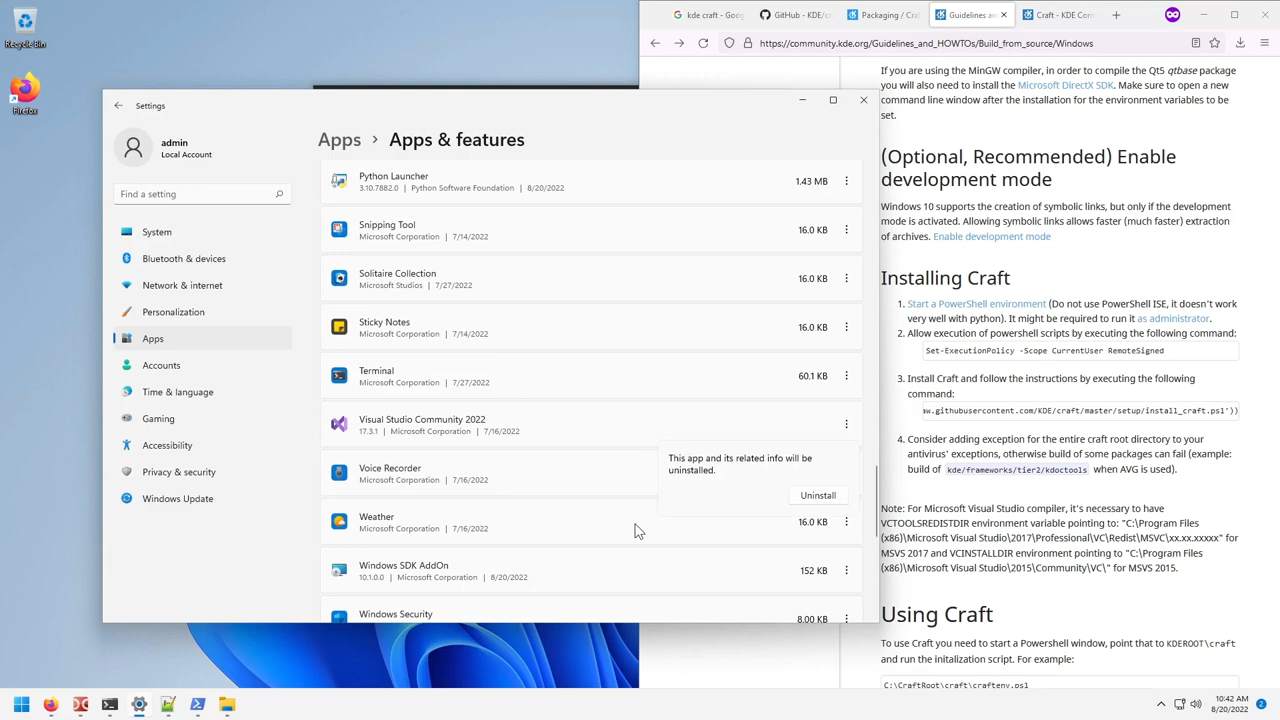 Recycle Bin
Firefox
kde craft - Goog
GitHub - KDE/c
Packaging / Cra
Guidelines an
Craft - KDE Com
https://community.kde.org/Guidelines_and_HOWTOs/Build_from_source/Windows
Settings
admin
Local Account
Find a setting
System
Bluetooth & devices
Network & internet
Personalization
Apps
Accounts
Time & language
Gaming
Accessibility
Privacy & security
Windows Update
Apps > Apps & features
Python Launcher
3.10.7882.0 | Python Software Foundation | 8/20/2022
1.43 MB
Snipping Tool
Microsoft Corporation | 7/14/2022
16.0 KB
Solitaire Collection
Microsoft Studios | 7/27/2022
16.0 KB
Sticky Notes
Microsoft Corporation | 7/14/2022
16.0 KB
Terminal
Microsoft Corporation | 7/27/2022
60.1 KB
Visual Studio Community 2022
17.3.1 | Microsoft Corporation | 7/16/2022
This app and its related info will be
uninstalled.
Uninstall
Voice Recorder
Microsoft Corporation | 7/16/2022
Weather
Microsoft Corporation | 7/16/2022
16.0 KB
Windows SDK AddOn
10.1.0.0 | Microsoft Corporation | 8/20/2022
152 KB
Windows Security
8.00 KB
If you are using the MinGW compiler, in order to compile the Qt5 qtbase package
you will also need to install the Microsoft DirectX SDK. Make sure to open a new
command line window after the installation for the environment variables to be
set.
(Optional, Recommended) Enable
development mode
Windows 10 supports the creation of symbolic links, but only if the development
mode is activated. Allowing symbolic links allows faster (much faster) extraction
of archives. Enable development mode
Installing Craft
1. Start a PowerShell environment (Do not use PowerShell ISE, it doesn't work
very well with python). It might be required to run it as administrator.
2. Allow execution of powershell scripts by executing the following command:
Set-ExecutionPolicy -Scope CurrentUser RemoteSigned
3. Install Craft and follow the instructions by executing the following
command:
aw.githubusercontent.com/KDE/craft/master/setup/install_craft.ps1'))
4. Consider adding exception for the entire craft root directory to your
antivirus' exceptions, otherwise build of some packages can fail (example:
build of kde/frameworks/tier2/kdoctools when AVG is used).
Note: For Microsoft Visual Studio compiler, it's necessary to have
VCTOOLSREDISTDIR environment variable pointing to: "C:\Program Files
(x86)\Microsoft Visual Studio\2017\Professional\VC\Redist\MSVC\xx.xx.xxxxx" for
MSVS 2017 and VCINSTALLDIR environment pointing to "C:\Program Files
(x86)\Microsoft Visual Studio\2015\Community\VC\" for MSVS 2015.
Using Craft
To use Craft you need to start a Powershell window, point that to KDEROOT\craft
and run the initalization script. For example:
C:\CraftRoot\craft\craftenv.ps1
10:42 AM
8/20/2022
2